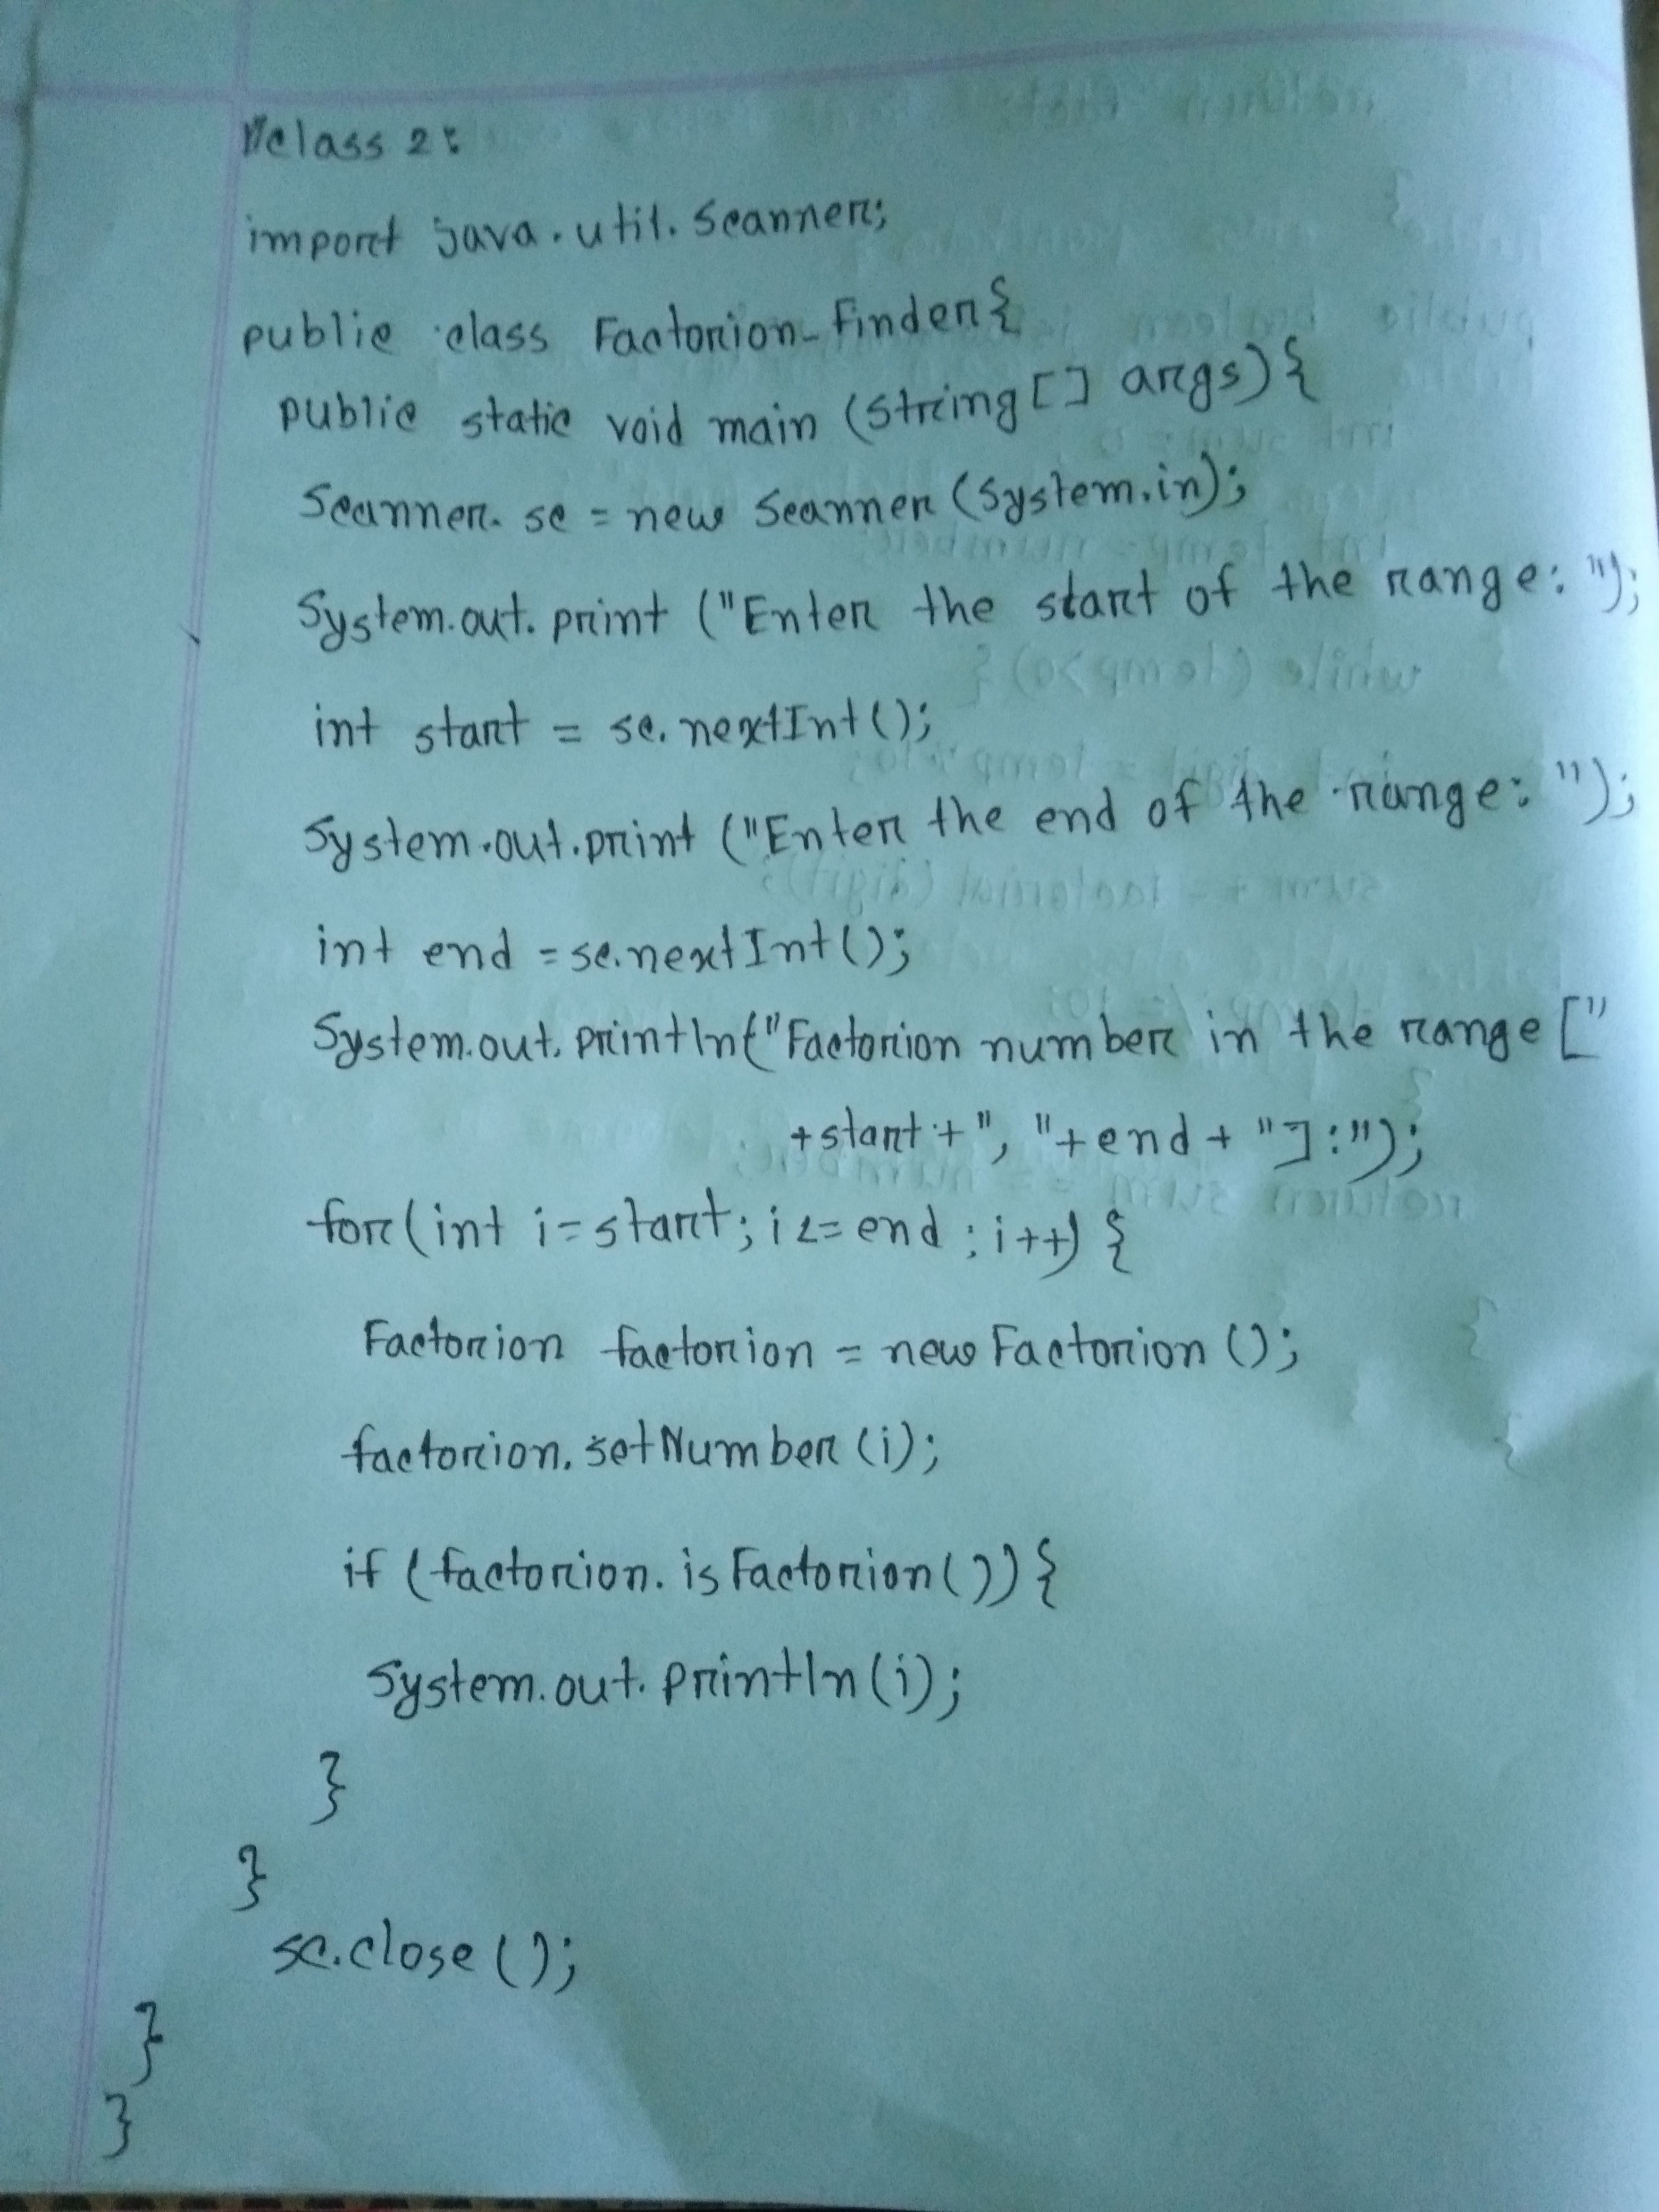 //class 2:
import java.util.Scanner;
public class Factorion_Finder{
public static void main (String [] args){
Scanner sc = new Scanner (System.in);
System.out.print ("Enter the start of the range: ");
int start = sc.nextInt();
System.out.print ("Enter the end of the range: ");
int end = sc.nextInt();
System.out.println("Factorion number in the range ["
+start+", "+end+ "]:");
for(int i=start; i<=end; i++) {
Factorion factorion = new Factorion ();
factorion.setNumber (i);
if (factorion.isFactorion()){
System.out.println(i);
}
}
sc.close();
}
}